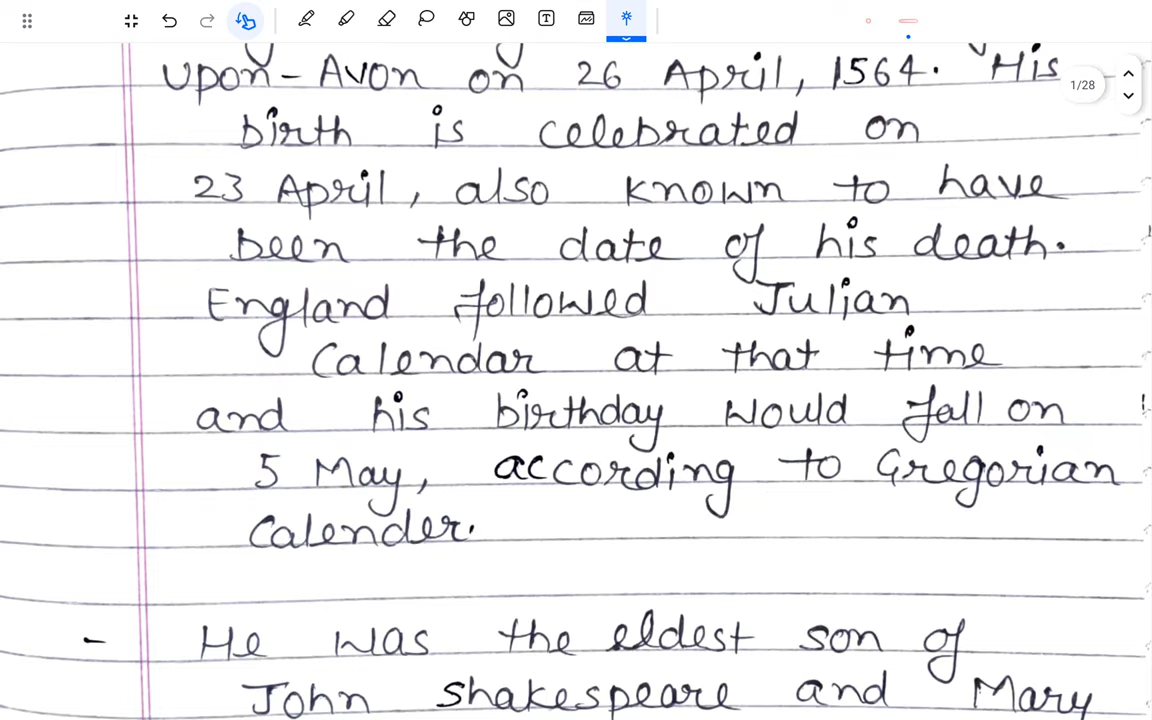 1/28
Upon-Avon on 26 April, 1564. His
birth is celebrated on
23 April, also known to have
been the date of his death.
England followed Julian
Calendar at that time
and his birthday would fall on
5 May, according to Gregorian
Calender.
- He was the eldest son of
John Shakespeare and Mary